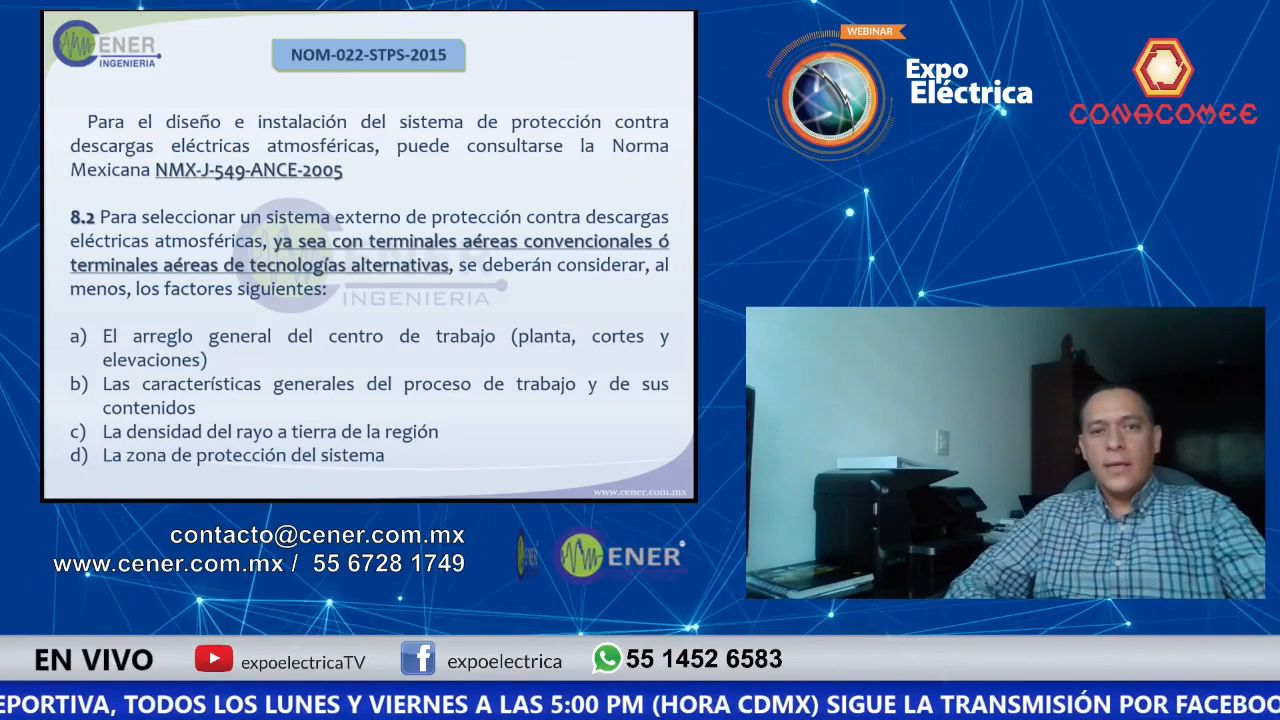 CENER
INGENIERIA
NOM-022-STPS-2015
Para el diseño e instalación del sistema de protección contra
descargas eléctricas atmosféricas, puede consultarse la Norma
Mexicana NMX-J-549-ANCE-2005
8.2 Para seleccionar un sistema externo de protección contra descargas
eléctricas atmosféricas, ya sea con terminales aéreas convencionales ó
terminales aéreas de tecnologías alternativas, se deberán considerar, al
menos, los factores siguientes:
INGENIERIA
a) El arreglo general del centro de trabajo (planta, cortes y
elevaciones)
b) Las características generales del proceso de trabajo y de sus
contenidos
c) La densidad del rayo a tierra de la región
d) La zona de protección del sistema
www.cener.com.mx
WEBINAR
Expo
Eléctrica
CONACOMEE
contacto@cener.com.mx
www.cener.com.mx / 55 6728 1749
CENER
EN VIVO
expoelectricaTV
expoelectrica
55 1452 6583
EPORTIVA, TODOS LOS LUNES Y VIERNES A LAS 5:00 PM (HORA CDMX) SIGUE LA TRANSMISIÓN POR FACEBOO